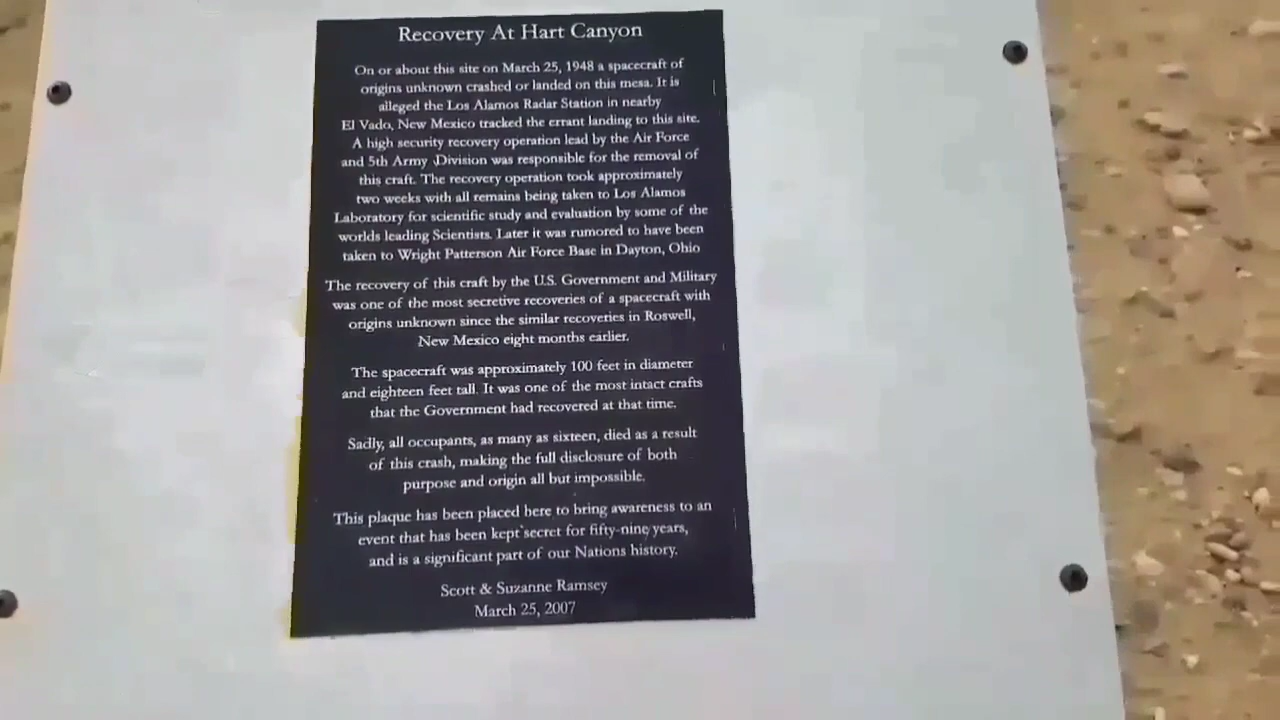 Recovery At Hart Canyon
On or about this site on March 25, 1948 a spacecraft of
origins unknown crashed or landed on this mesa. It is
alleged the Los Alamos Radar Station in nearby
El Vado, New Mexico tracked the errant landing to this site.
A high security recovery operation lead by the Air Force
and 5th Army Division was responsible for the removal of
this craft. The recovery operation took approximately
two weeks with all remains being taken to Los Alamos
Laboratory for scientific study and evaluation by some of the
worlds leading Scientists. Later it was rumored to have been
taken to Wright Patterson Air Force Base in Dayton, Ohio
The recovery of this craft by the U.S. Government and Military
was one of the most secretive recoveries of a spacecraft with
origins unknown since the similar recoveries in Roswell,
New Mexico eight months earlier.
The spacecraft was approximately 100 feet in diameter
and eighteen feet tall. It was one of the most intact crafts
that the Government had recovered at that time.
Sadly, all occupants, as many as sixteen, died as a result
of this crash, making the full disclosure of both
purpose and origin all but impossible.
This plaque has been placed here to bring awareness to an
event that has been kept secret for fifty-nine years,
and is a significant part of our Nations history.
Scott & Suzanne Ramsey
March 25, 2007